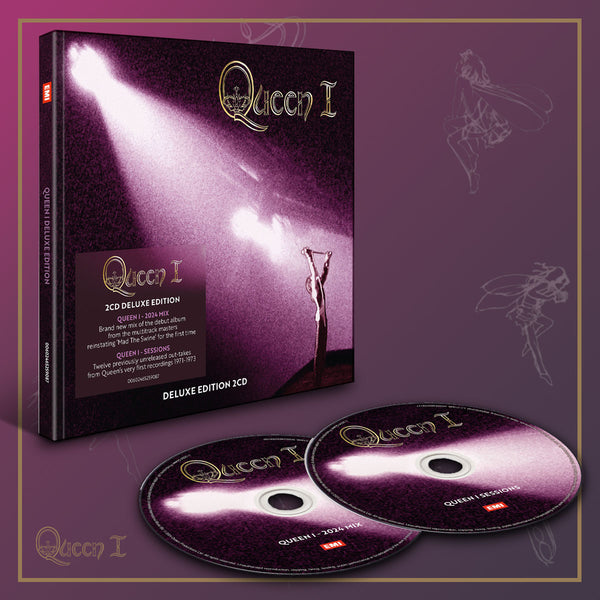 Queen I
EMI
QUEEN I DELUXE EDITION
Queen I
2CD DELUXE EDITION
QUEEN I - 2024 MIX
Brand new mix of the debut album
from the multitrack masters
reinstating 'Mad The Swine' for the first time
QUEEN I - SESSIONS
Twelve previously unreleased out-takes
from Queen's very first recordings 1971-1973
DELUXE EDITION 2CD
Queen I
QUEEN I - 2024 MIX
EMI
Queen I
QUEEN I SESSIONS
EMI
Queen I